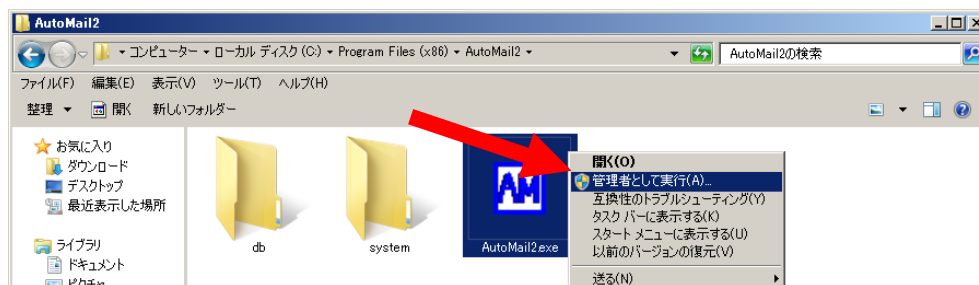 AutoMail2
コンピューター ローカル ディスク (C:) Program Files (x86) AutoMail2
AutoMail2の検索
ファイル(F) 編集(E) 表示(V) ツール(T) ヘルプ(H)
整理 開く 新しいフォルダー
お気に入り
ダウンロード
デスクトップ
最近表示した場所
ライブラリ
ドキュメント
ピクチャ
db
system
AM
AutoMail2.exe
開く(O)
管理者として実行(A)...
互換性のトラブルシューティング(Y)
タスク バーに表示する(K)
スタート メニューに表示する(U)
以前のバージョンの復元(V)
送る(N)